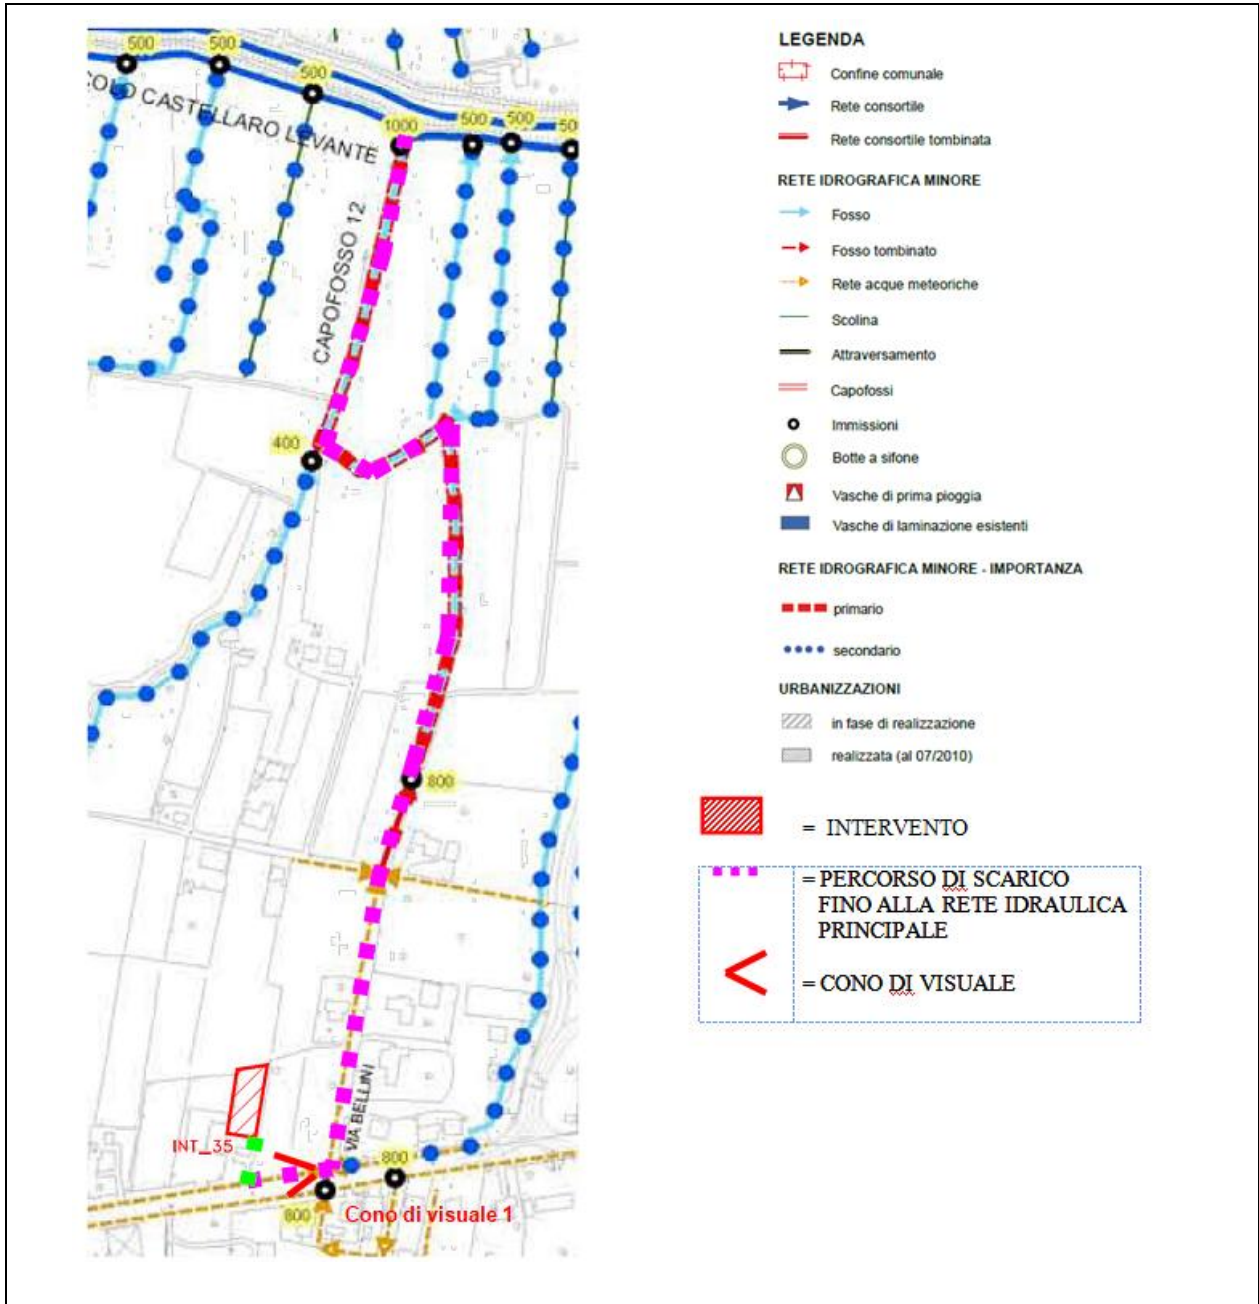 500
500
500
COLO CASTELLARO LEVANTE
1000
500
500
50
CAPOFOSSO 12
400
800
VIA BELLINI
INT_35
800
800
Cono di visuale 1
LEGENDA
Confine comunale
Rete consortile
Rete consortile tombinata
RETE IDROGRAFICA MINORE
Fosso
Fosso tombinato
Rete acque meteoriche
Scolina
Attraversamento
Capofossi
Immissioni
Botte a sifone
Vasche di prima pioggia
Vasche di laminazione esistenti
RETE IDROGRAFICA MINORE - IMPORTANZA
primario
secondario
URBANIZZAZIONI
in fase di realizzazione
realizzata (al 07/2010)
= INTERVENTO
= PERCORSO DI SCARICO
FINO ALLA RETE IDRAULICA
PRINCIPALE
= CONO DI VISUALE